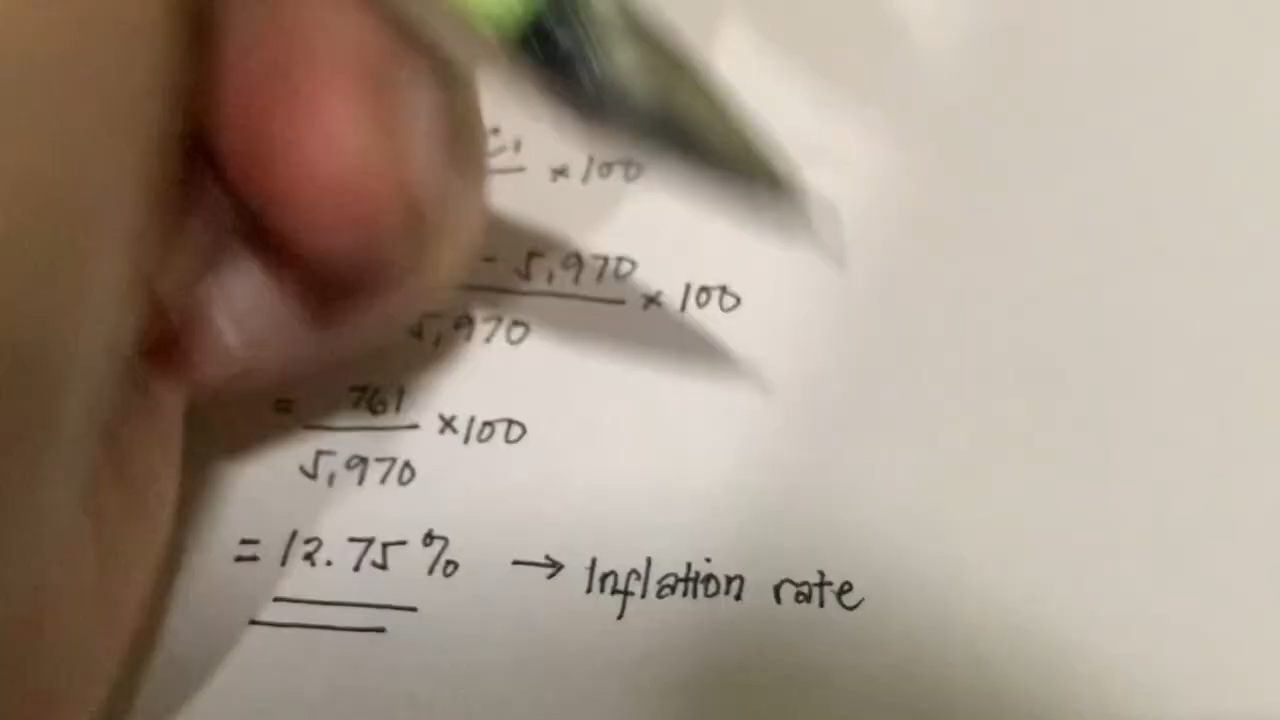 × 100
- 5,970 × 100
5,970
= 761 ×100
5,970
= 12.75% → Inflation rate